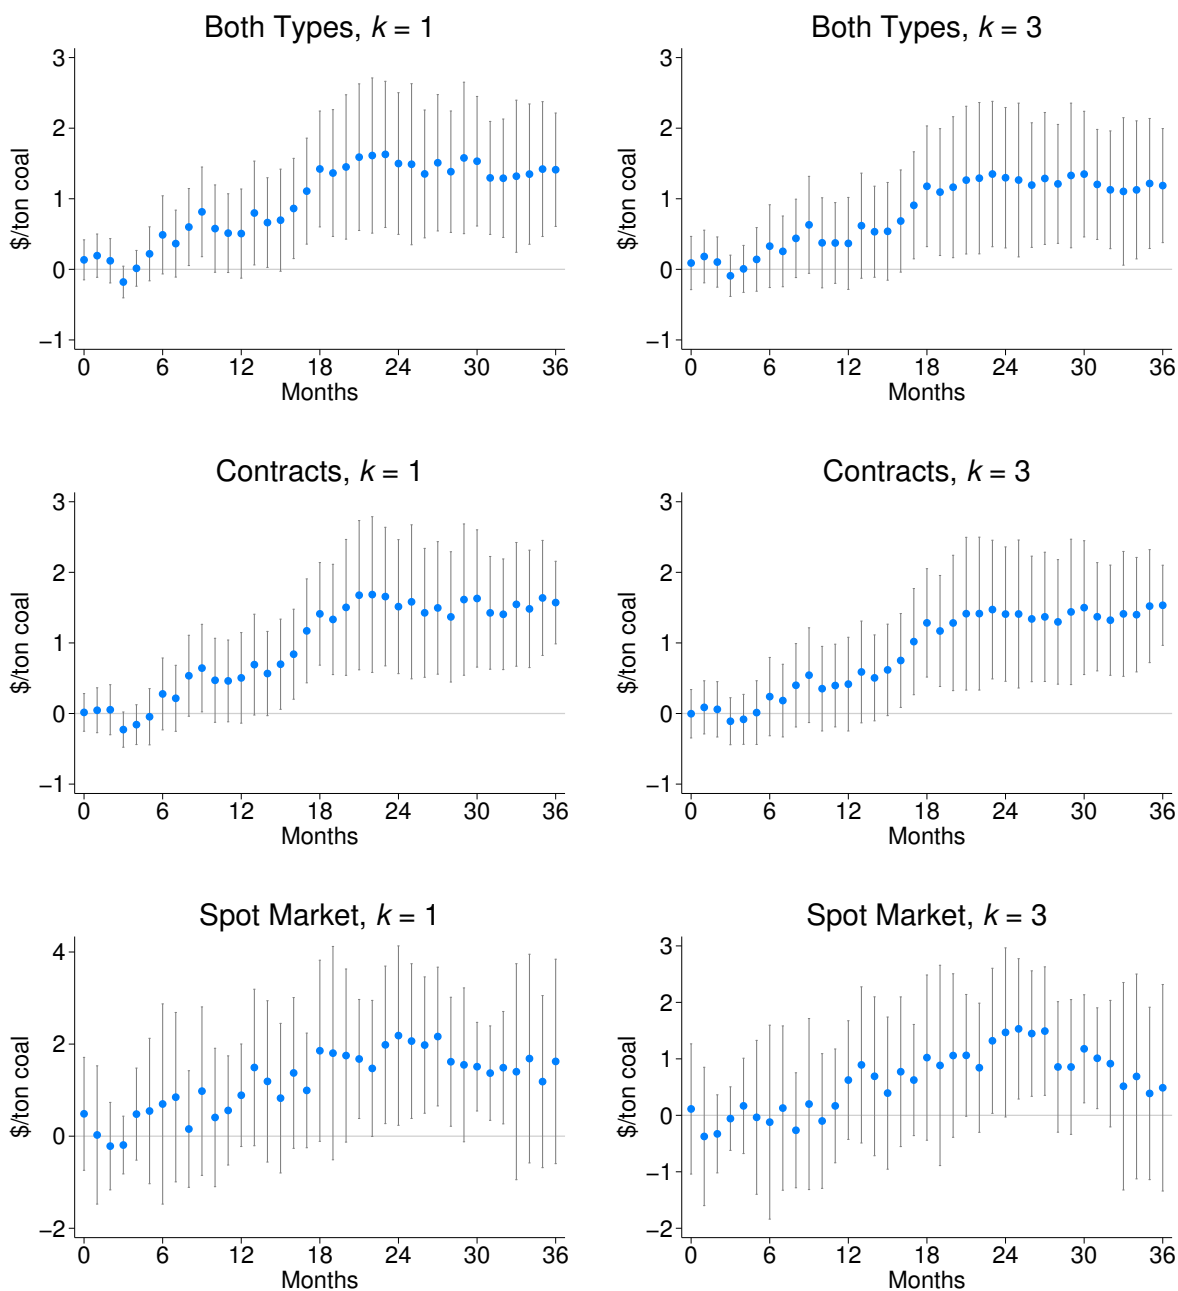 Both Types, k = 1
3
2
1
0
−1
$/ton coal
0 6 12 18 24 30 36
Months
Both Types, k = 3
3
2
1
0
−1
$/ton coal
0 6 12 18 24 30 36
Months
Contracts, k = 1
3
2
1
0
−1
$/ton coal
0 6 12 18 24 30 36
Months
Contracts, k = 3
3
2
1
0
−1
$/ton coal
0 6 12 18 24 30 36
Months
Spot Market, k = 1
4
2
0
−2
$/ton coal
0 6 12 18 24 30 36
Months
Spot Market, k = 3
3
2
1
0
−1
−2
$/ton coal
0 6 12 18 24 30 36
Months